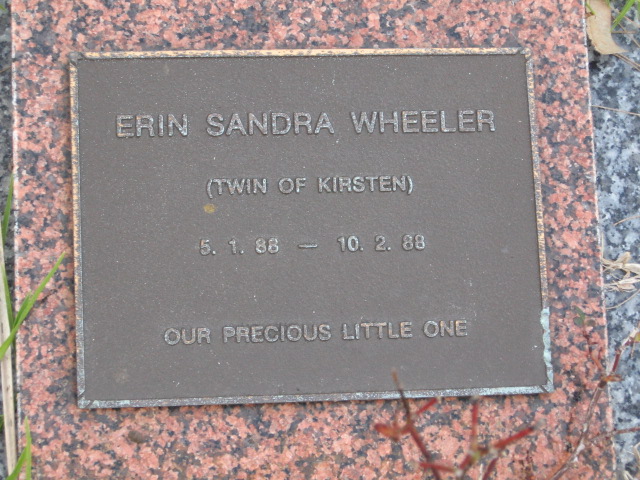 ERIN SANDRA WHEELER
(TWIN OF KIRSTEN)
5. 1. 88 — 10. 2. 88
OUR PRECIOUS LITTLE ONE